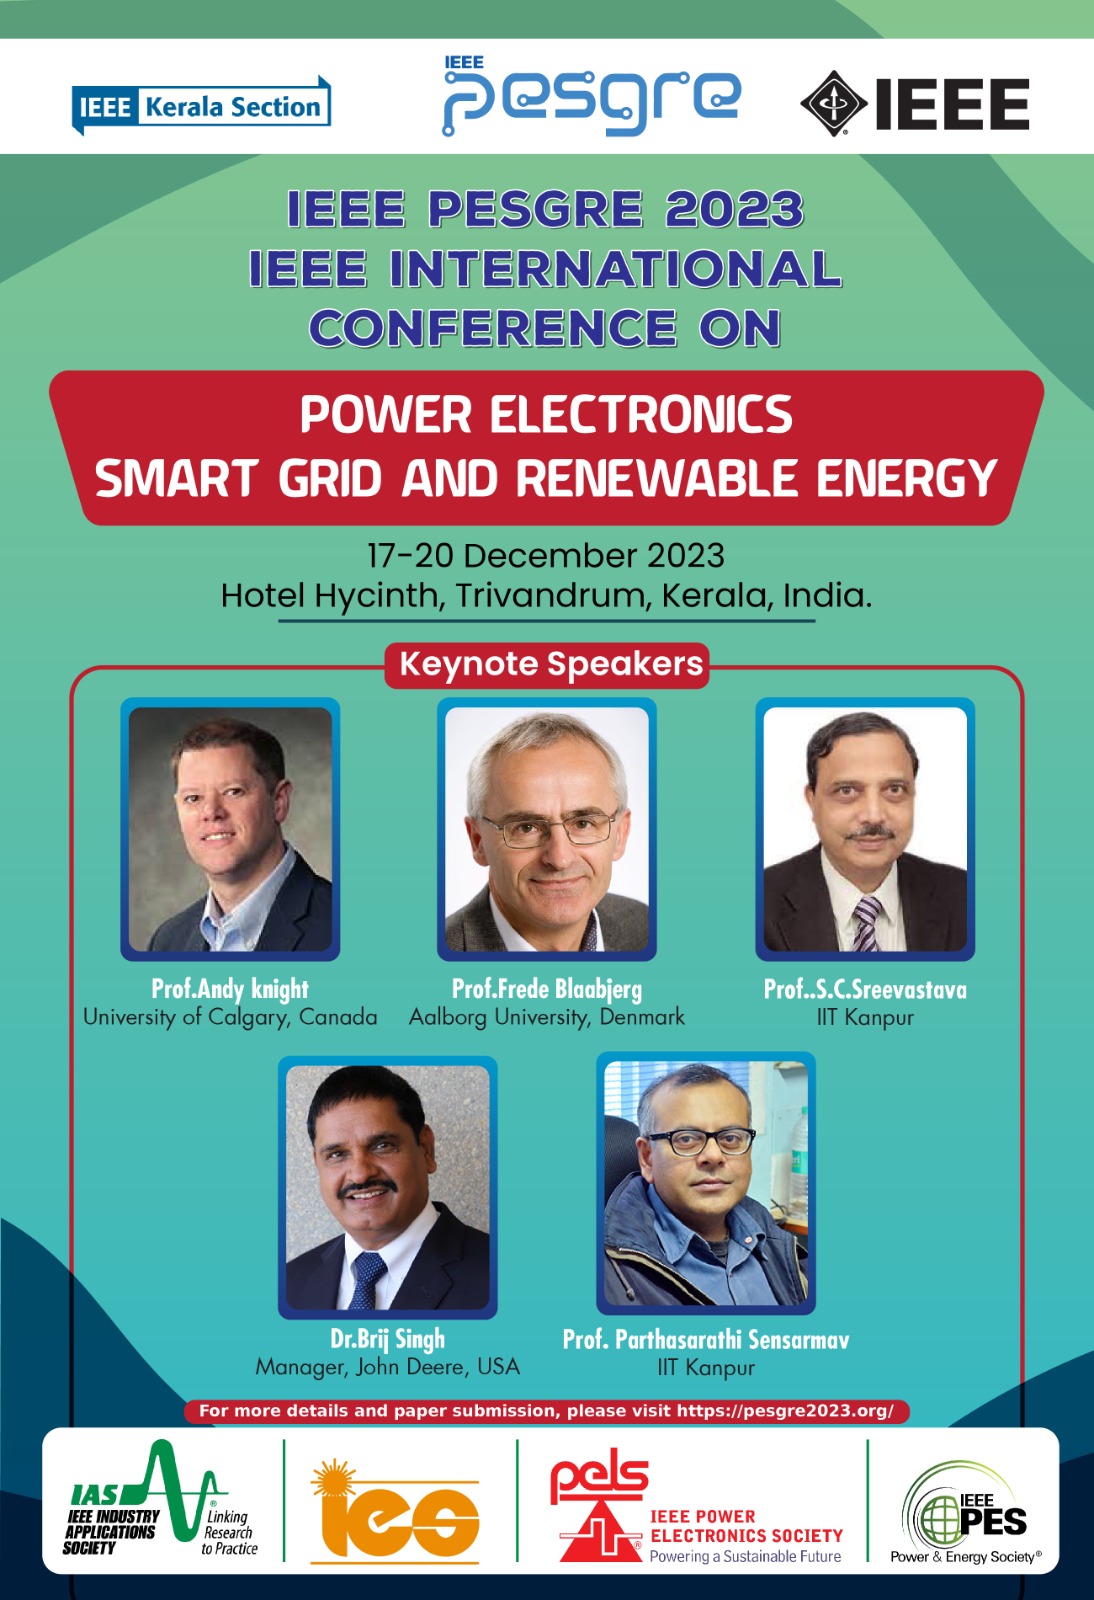 IEEE Kerala Section
IEEE
pesgre
IEEE
IEEE PESGRE 2023
IEEE INTERNATIONAL
CONFERENCE ON
POWER ELECTRONICS
SMART GRID AND RENEWABLE ENERGY
17-20 December 2023
Hotel Hycinth, Trivandrum, Kerala, India.
Keynote Speakers
Prof.Andy knight
University of Calgary, Canada
Prof.Frede Blaabjerg
Aalborg University, Denmark
Prof..S.C.Sreevastava
IIT Kanpur
Dr.Brij Singh
Manager, John Deere, USA
Prof. Parthasarathi Sensarmav
IIT Kanpur
For more details and paper submission, please visit https://pesgre2023.org/
IAS
IEEE INDUSTRY
APPLICATIONS
SOCIETY
®
Linking
Research
to Practice
ies
pels
®
IEEE POWER
ELECTRONICS SOCIETY
Powering a Sustainable Future
IEEE
PES
Power & Energy Society®